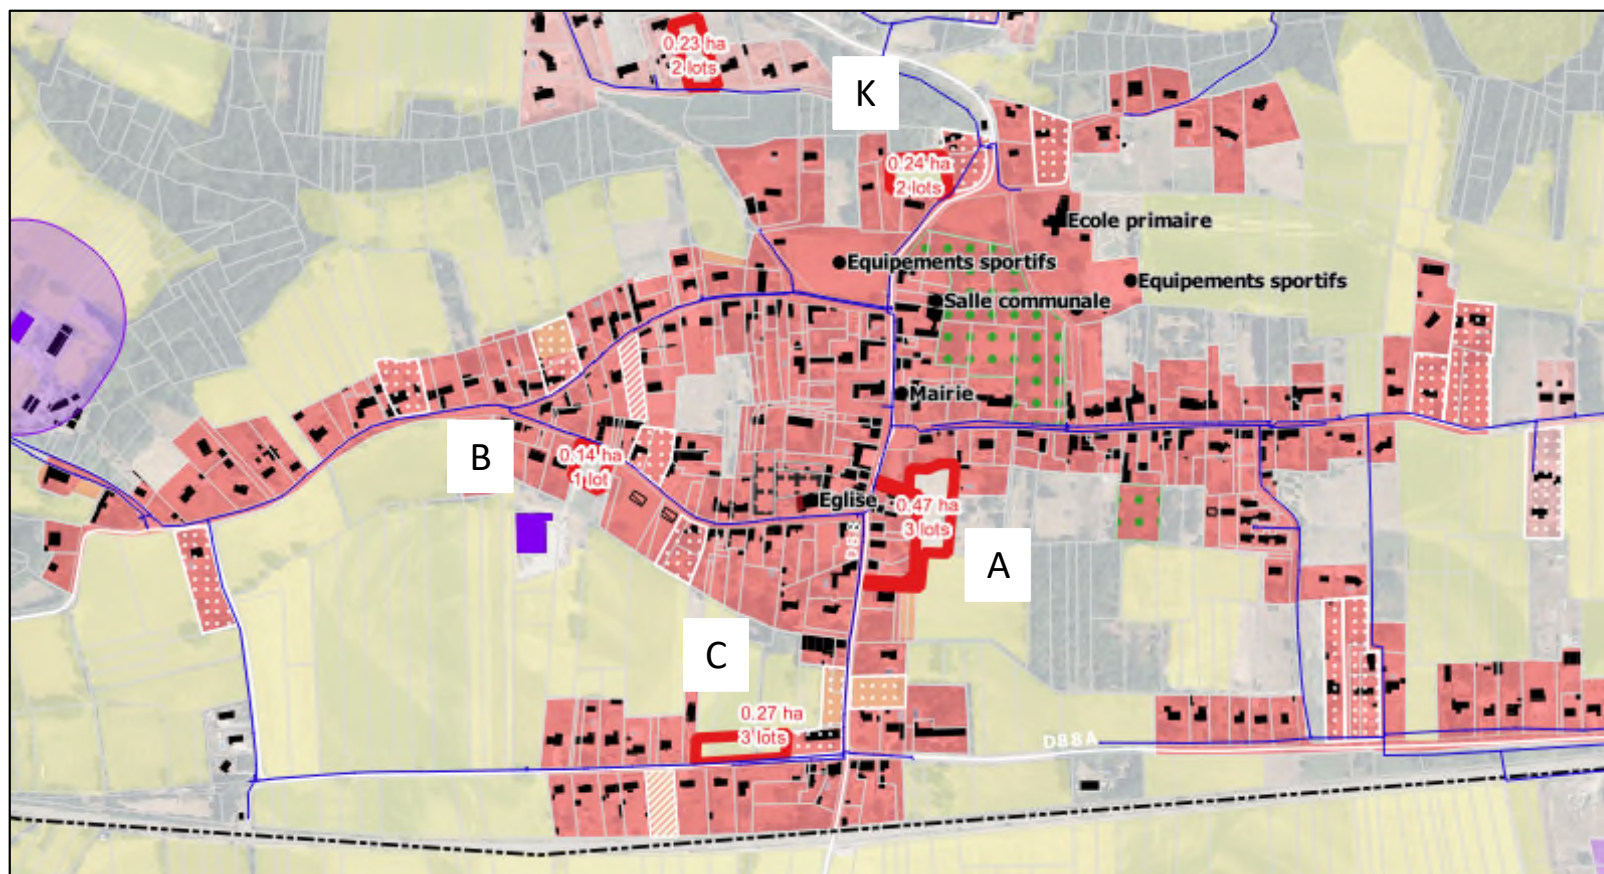 0.23 ha
2 lots
K
0.24 ha
2 lots
Ecole primaire
Equipements sportifs
Equipements sportifs
Salle communale
Mairie
B
0.14 ha
1 lot
Eglise
0.47 ha
3 lots
A
C
0.27 ha
3 lots
D88A